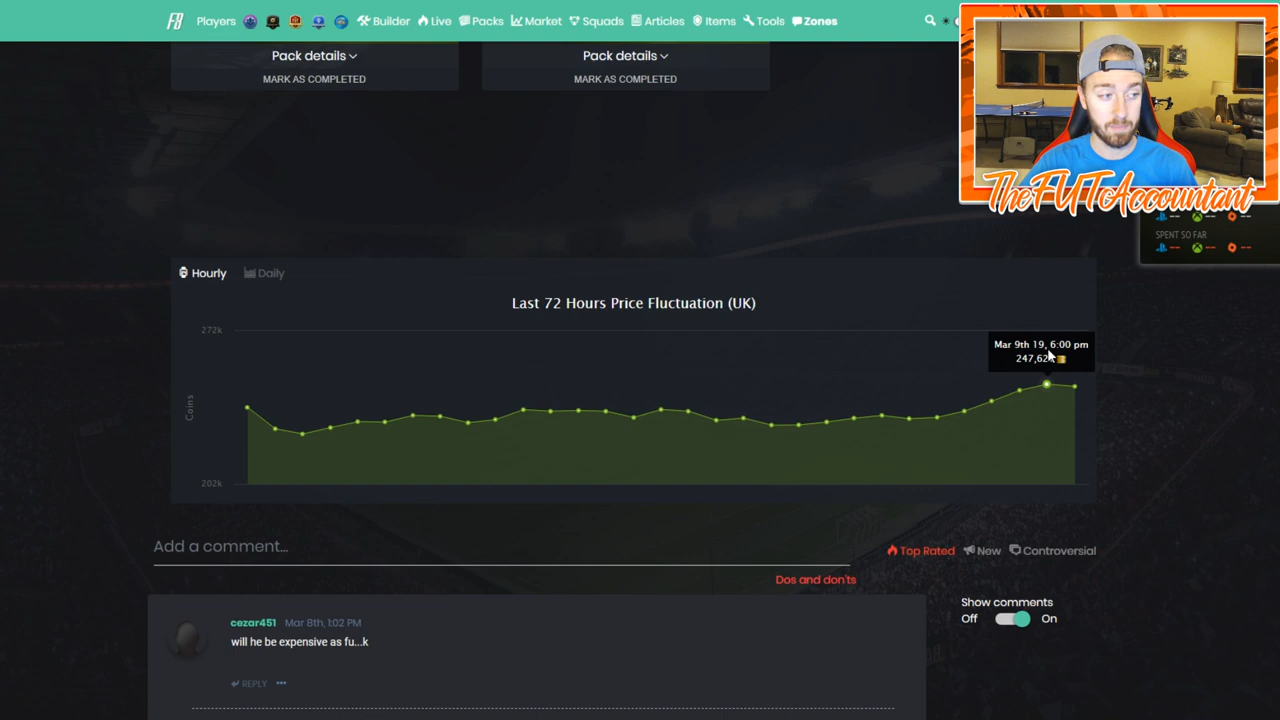 F8 Players Builder Live Packs Market Squads Articles Items Tools Zones
Pack details
MARK AS COMPLETED
Pack details
MARK AS COMPLETED
TheFUTAccountant
-- -- --
SPENT SO FAR
-- -- --
Hourly Daily
Last 72 Hours Price Fluctuation (UK)
272k
Mar 9th 19, 6:00 pm
Coins
202k
Add a comment...
Top Rated New Controversial
Dos and don'ts
Show comments
Off On
cezar451 Mar 8th, 1:02 PM
will he be expensive as fu...k
REPLY •••